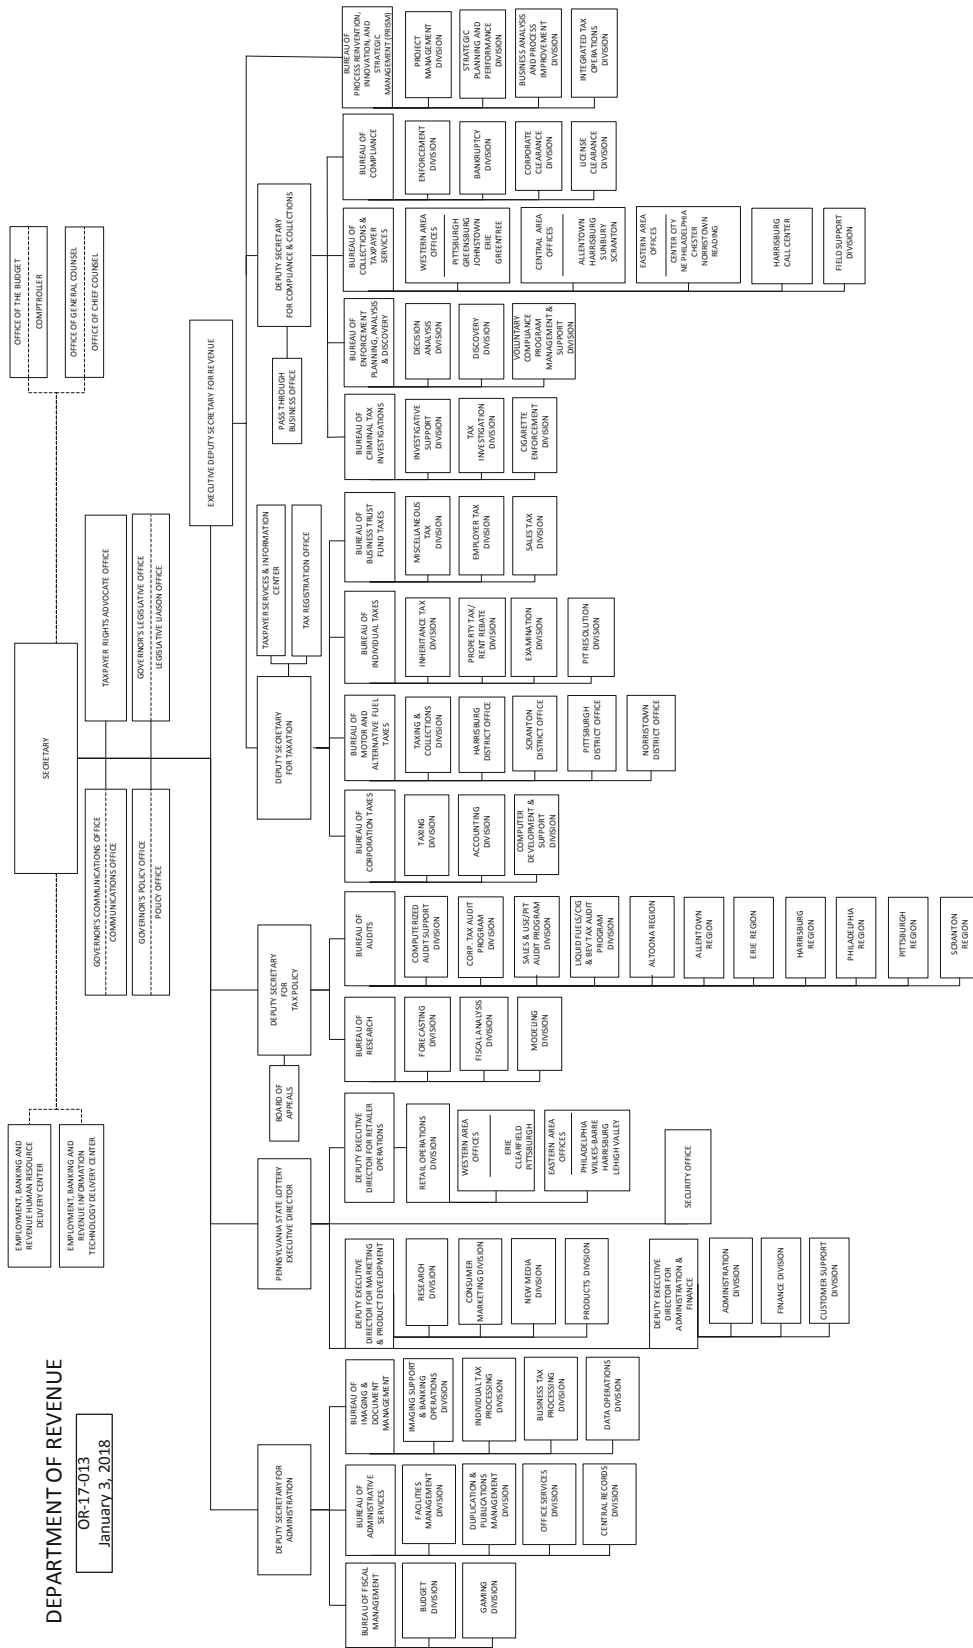 DEPARTMENT OF REVENUE
OR-17-013
January 3, 2018
EMPLOYMENT, BANKING AND
REVENUE HUMAN RESOURCE
DELIVERY CENTER
EMPLOYMENT, BANKING AND
REVENUE INFORMATION
TECHNOLOGY DELIVERY CENTER
SECRETARY
OFFICE OF THE BUDGET
COMPTROLLER
OFFICE OF GENERAL COUNSEL
OFFICE OF CHIEF COUNSEL
GOVERNOR'S COMMUNICATIONS OFFICE
COMMUNICATIONS OFFICE
TAXPAYER RIGHTS ADVOCATE OFFICE
GOVERNOR'S POLICY OFFICE
POLICY OFFICE
GOVERNOR'S LEGISLATIVE OFFICE
LEGISLATIVE LIAISON OFFICE
EXECUTIVE DEPUTY SECRETARY FOR REVENUE
DEPUTY SECRETARY FOR
ADMINISTRATION
BUREAU OF FISCAL
MANAGEMENT
BUDGET
DIVISION
GAMING
DIVISION
BUREAU OF
ADMINISTRATIVE
SERVICES
FACILITIES
MANAGEMENT
DIVISION
DUPLICATION &
PUBLICATIONS
MANAGEMENT
DIVISION
OFFICE SERVICES
DIVISION
CENTRAL RECORDS
DIVISION
BUREAU OF
IMAGING &
DOCUMENT
MANAGEMENT
IMAGING SUPPORT
& BANKING
OPERATIONS
DIVISION
INDIVIDUAL TAX
PROCESSING
DIVISION
BUSINESS TAX
PROCESSING
DIVISION
DATA OPERATIONS
DIVISION
PENNSYLVANIA STATE LOTTERY
EXECUTIVE DIRECTOR
DEPUTY EXECUTIVE
DIRECTOR FOR MARKETING
& PRODUCT DEVELOPMENT
RESEARCH
DIVISION
CONSUMER
MARKETING DIVISION
NEW MEDIA
DIVISION
PRODUCTS DIVISION
DEPUTY EXECUTIVE
DIRECTOR FOR
ADMINISTRATION &
FINANCE
ADMINISTRATION
DIVISION
FINANCE DIVISION
CUSTOMER SUPPORT
DIVISION
DEPUTY EXECUTIVE
DIRECTOR FOR RETAILER
OPERATIONS
RETAIL OPERATIONS
DIVISION
WESTERN AREA
OFFICES
ERIE
CLEARFIELD
PITTSBURGH
EASTERN AREA
OFFICES
PHILADELPHIA
WILKES-BARRE
HARRISBURG
LEHIGH VALLEY
SECURITY OFFICE
BOARD OF
APPEALS
DEPUTY SECRETARY
FOR
TAX POLICY
BUREAU OF
RESEARCH
FORECASTING
DIVISION
FISCAL ANALYSIS
DIVISION
MODELING
DIVISION
BUREAU OF
AUDITS
COMPUTERIZED
AUDIT SUPPORT
DIVISION
CORP. TAX AUDIT
PROGRAM
DIVISION
SALES & USE/PIT
AUDIT PROGRAM
DIVISION
LIQUID FUELS/CIG
& BEV TAX AUDIT
PROGRAM
DIVISION
ALTOONA REGION
ALLENTOWN
REGION
ERIE REGION
HARRISBURG
REGION
PHILADELPHIA
REGION
PITTSBURGH
REGION
SCRANTON
REGION
DEPUTY SECRETARY
FOR TAXATION
TAXPAYER SERVICES & INFORMATION
CENTER
TAX REGISTRATION OFFICE
BUREAU OF
CORPORATION TAXES
TAXING
DIVISION
ACCOUNTING
DIVISION
COMPUTER
DEVELOPMENT &
SUPPORT
DIVISION
BUREAU OF
MOTOR AND
ALTERNATIVE FUEL
TAXES
TAXING &
COLLECTIONS
DIVISION
HARRISBURG
DISTRICT OFFICE
SCRANTON
DISTRICT OFFICE
PITTSBURGH
DISTRICT OFFICE
NORRISTOWN
DISTRICT OFFICE
BUREAU OF
INDIVIDUAL TAXES
INHERITANCE TAX
DIVISION
PROPERTY TAX/
RENT REBATE
DIVISION
EXAMINATION
DIVISION
PIT RESOLUTION
DIVISION
BUREAU OF
BUSINESS TRUST
FUND TAXES
MISCELLANEOUS
TAX
DIVISION
EMPLOYER TAX
DIVISION
SALES TAX
DIVISION
PASS THROUGH
BUSINESS OFFICE
DEPUTY SECRETARY
FOR COMPLIANCE & COLLECTIONS
BUREAU OF
CRIMINAL TAX
INVESTIGATIONS
INVESTIGATIVE
SUPPORT
DIVISION
TAX
INVESTIGATION
DIVISION
CIGARETTE
ENFORCEMENT
DIVISION
BUREAU OF
ENFORCEMENT
PLANNING, ANALYSIS
& DISCOVERY
DECISION
ANALYSIS
DIVISION
DISCOVERY
DIVISION
VOLUNTARY
COMPLIANCE
PROGRAM
MANAGEMENT &
SUPPORT
DIVISION
BUREAU OF
COLLECTIONS &
TAXPAYER
SERVICES
WESTERN AREA
OFFICES
PITTSBURGH
GREENSBURG
JOHNSTOWN
ERIE
GREENTREE
CENTRAL AREA
OFFICES
ALLENTOWN
HARRISBURG
SUNBURY
SCRANTON
EASTERN AREA
OFFICES
CENTER CITY
NE PHILADELPHIA
CHESTER
NORRISTOWN
READING
HARRISBURG
CALL CENTER
FIELD SUPPORT
DIVISION
BUREAU OF
COMPLIANCE
ENFORCEMENT
DIVISION
BANKRUPTCY
DIVISION
CORPORATE
CLEARANCE
DIVISION
LICENSE
CLEARANCE
DIVISION
BUREAU OF
PROCESS REINVENTION,
INNOVATION, AND
STRATEGIC
MANAGEMENT (PRISM)
PROJECT
MANAGEMENT
DIVISION
STRATEGIC
PLANNING AND
PERFORMANCE
DIVISION
BUSINESS ANALYSIS
AND PROCESS
IMPROVEMENT
DIVISION
INTEGRATED TAX
OPERATIONS
DIVISION